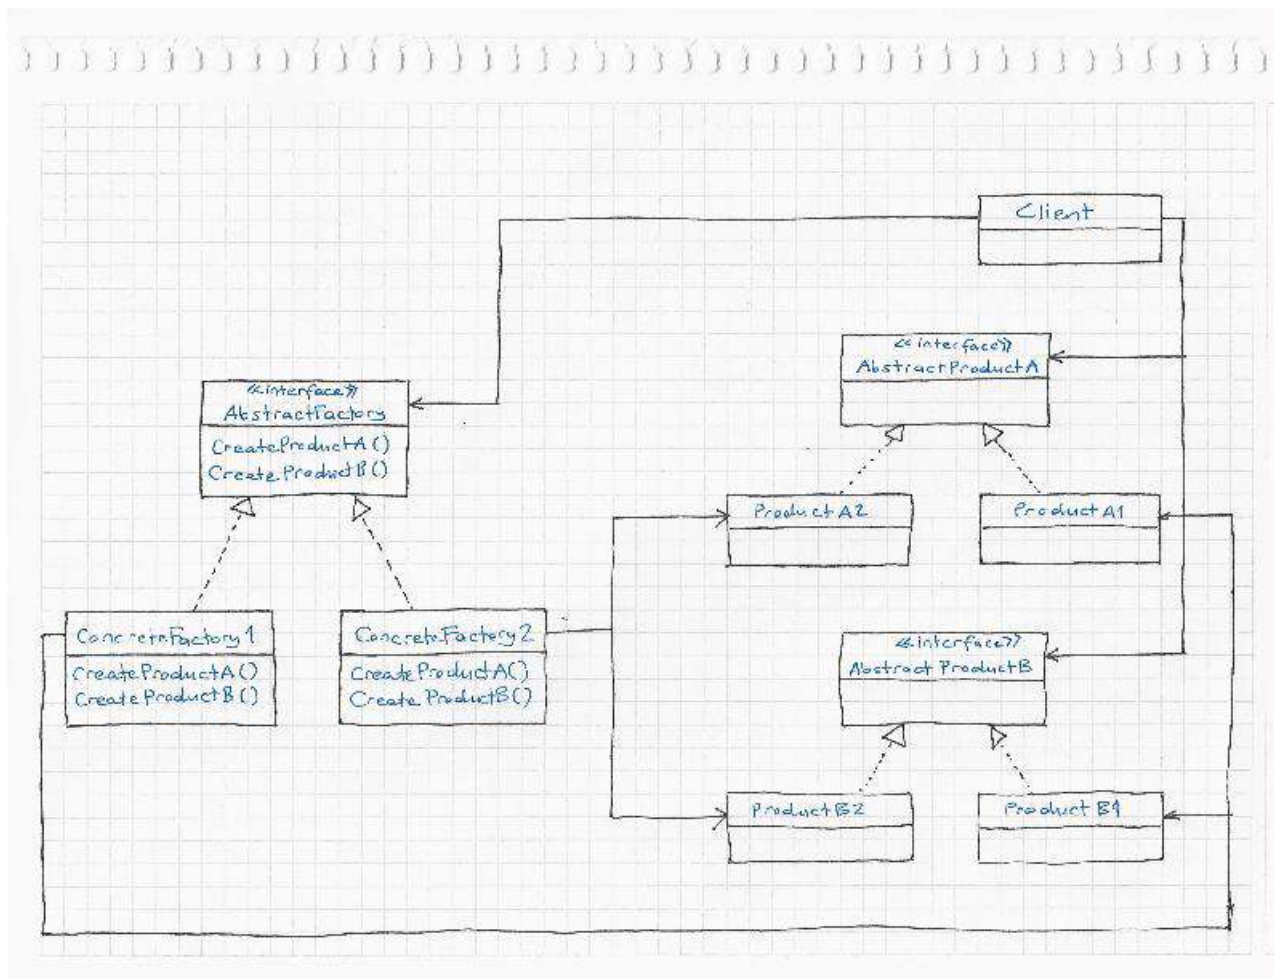 Client
<<interface>>
AbstractProductA
<<interface>>
AbstractFactory
CreateProductA()
CreateProductB()
ProductA2
ProductA1
ConcreteFactory1
CreateProductA()
CreateProductB()
ConcreteFactory2
CreateProductA()
CreateProductB()
<<interface>>
AbstractProductB
ProductB2
ProductB1